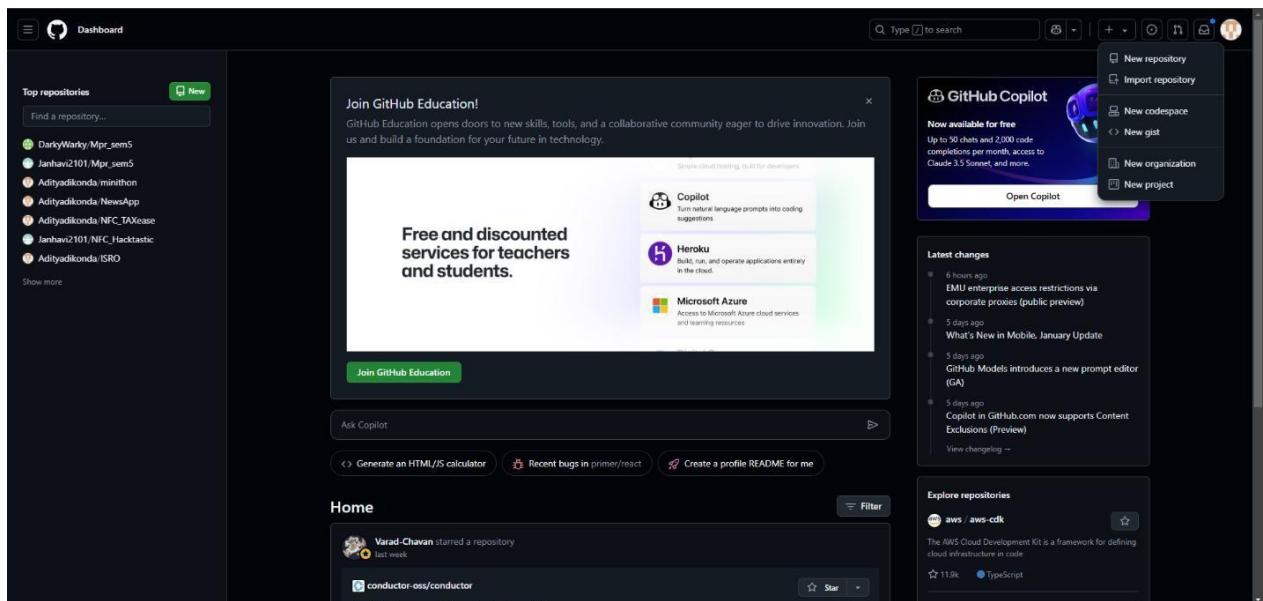 Dashboard
Type / to search
New repository
Import repository
New codespace
New gist
New organization
New project
Top repositories
New
Find a repository...
DarkyWarky/Mpr_sem5
Janhavi2101/Mpr_sem5
Adityadikonda/minithon
Adityadikonda/NewsApp
Adityadikonda/NFC_TAXease
Janhavi2101/NFC_Hacktastic
Adityadikonda/ISRO
Show more
Join GitHub Education!
GitHub Education opens doors to new skills, tools, and a collaborative community eager to drive innovation. Join
us and build a foundation for your future in technology.
Free and discounted
services for teachers
and students.
Simple cloud hosting, built for developers.
Copilot
Turn natural language prompts into coding
suggestions
Heroku
Build, run, and operate applications entirely
in the cloud.
Microsoft Azure
Access to Microsoft Azure cloud services
and learning resources
Join GitHub Education
Ask Copilot
Generate an HTML/JS calculator
Recent bugs in primer/react
Create a profile README for me
Home
Filter
Varad-Chavan starred a repository
last week
conductor-oss/conductor
Star
GitHub Copilot
Now available for free
Up to 50 chats and 2,000 code
completions per month, access to
Claude 3.5 Sonnet, and more.
Open Copilot
Latest changes
6 hours ago
EMU enterprise access restrictions via
corporate proxies (public preview)
5 days ago
What's New in Mobile, January Update
5 days ago
GitHub Models introduces a new prompt editor
(GA)
5 days ago
Copilot in GitHub.com now supports Content
Exclusions (Preview)
View changelog →
Explore repositories
aws / aws-cdk
The AWS Cloud Development Kit is a framework for defining
cloud infrastructure in code
11.9k
TypeScript